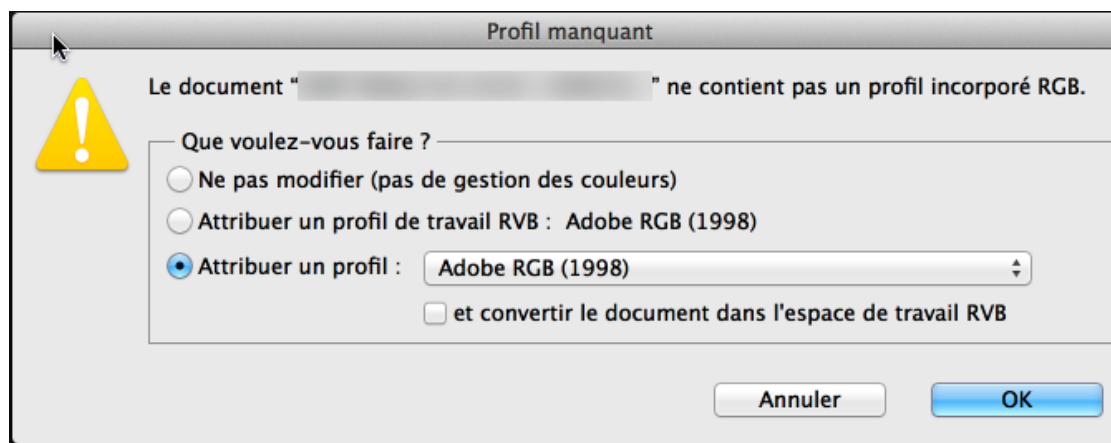 Profil manquant
Le document “ ” ne contient pas un profil incorporé RGB.
Que voulez-vous faire ?
Ne pas modifier (pas de gestion des couleurs)
Attribuer un profil de travail RVB : Adobe RGB (1998)
Attribuer un profil : Adobe RGB (1998)
et convertir le document dans l'espace de travail RVB
Annuler OK